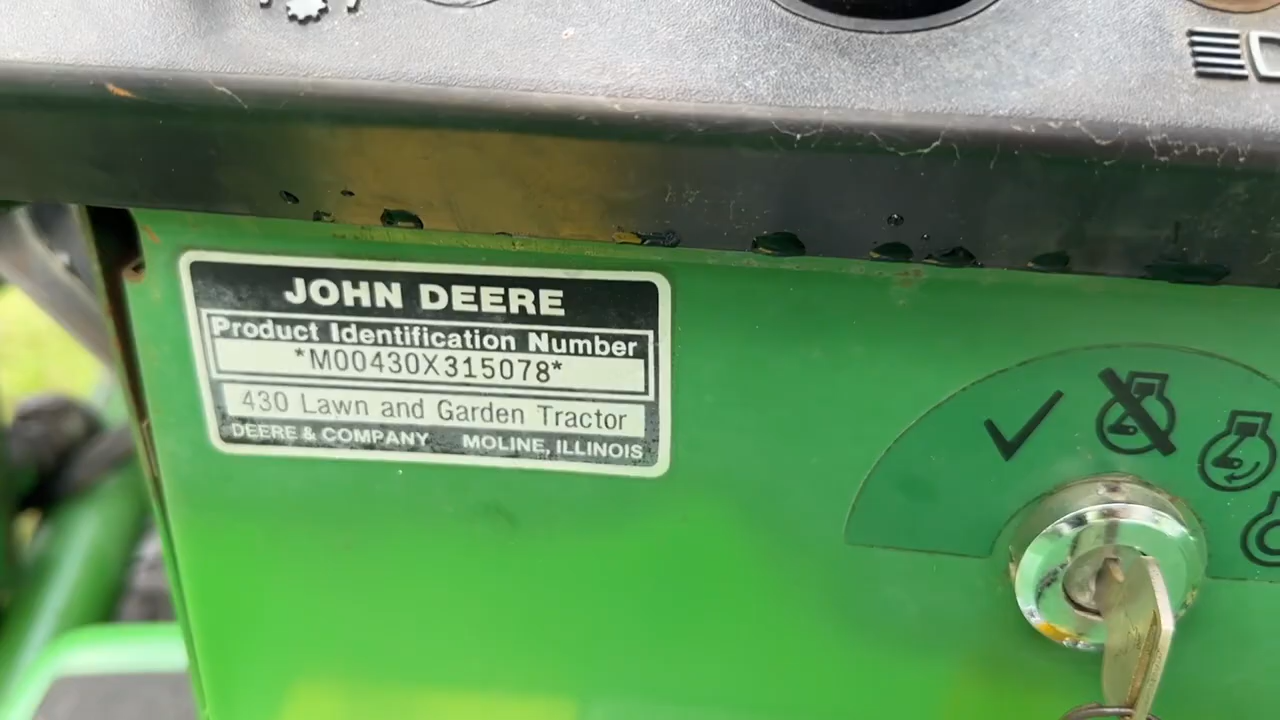 JOHN DEERE
Product Identification Number
*M00430X315078*
430 Lawn and Garden Tractor
DEERE & COMPANY MOLINE, ILLINOIS